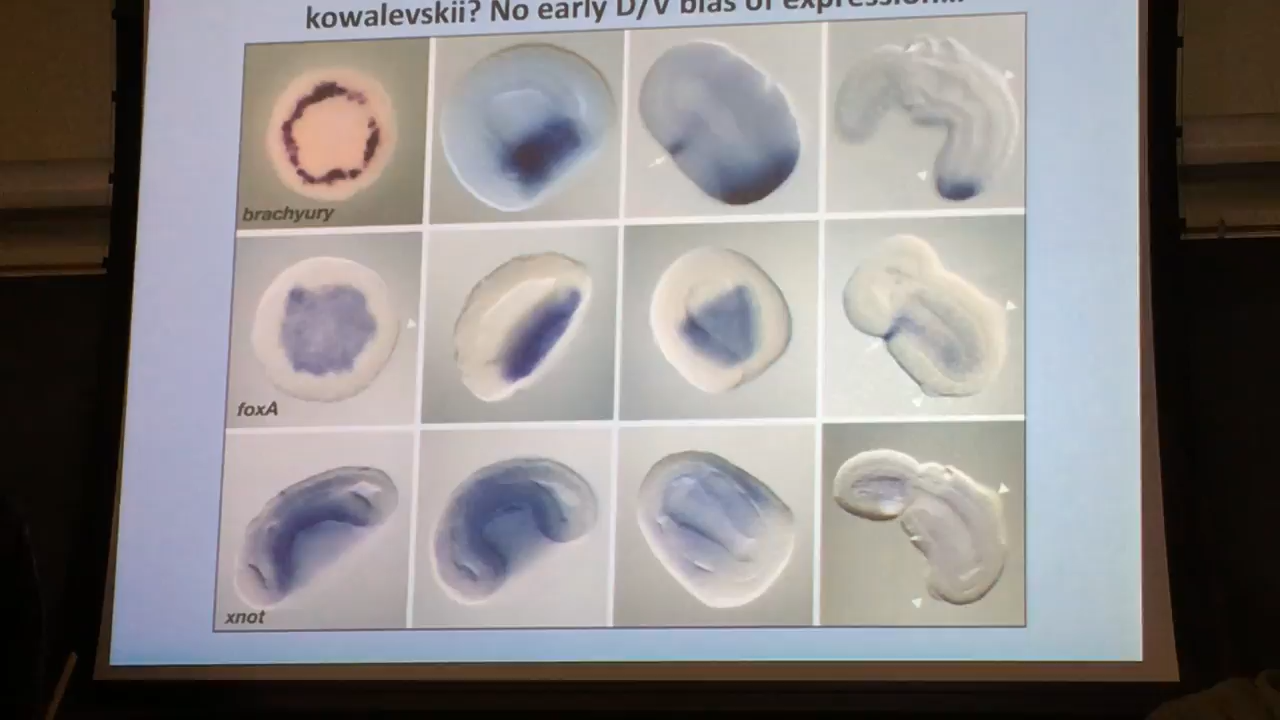 kowalevskii? No early D/V bias of expression...
brachyury
foxA
xnot